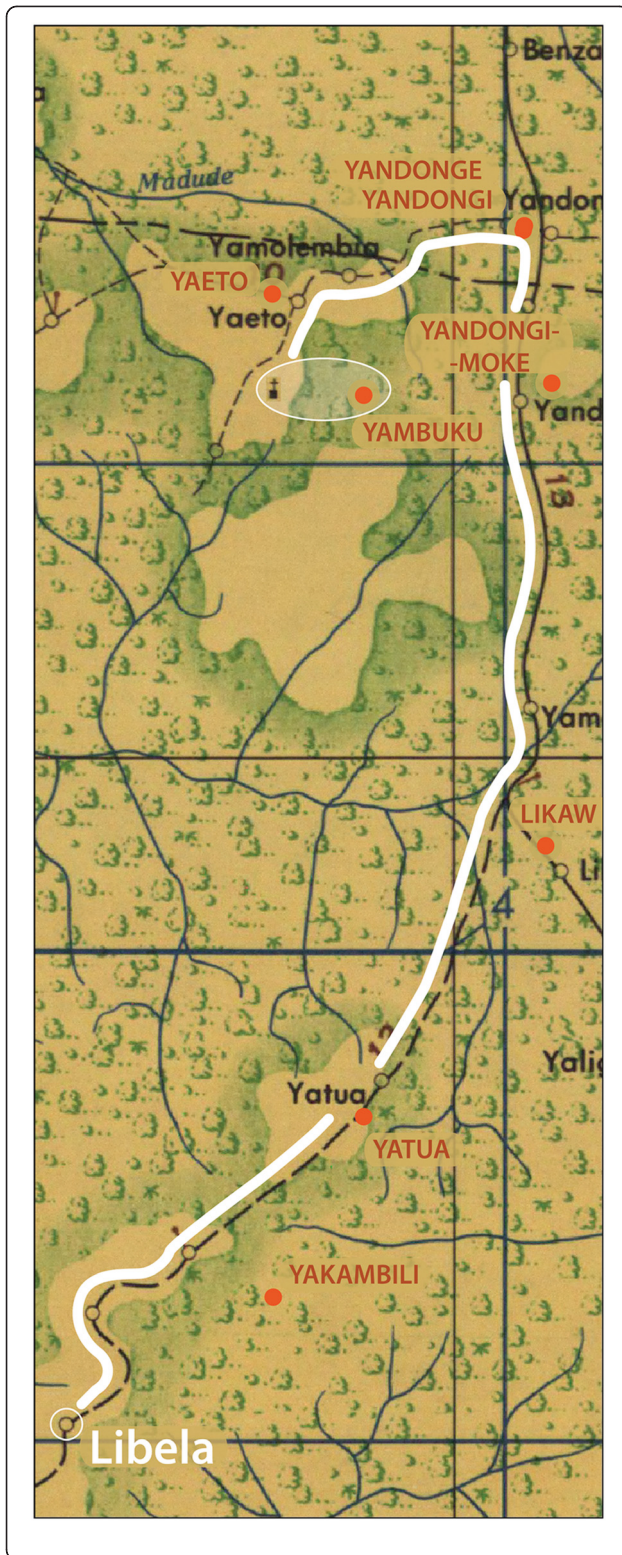 Benza
a
YANDONGE
YANDONGI
Yandon
Madude
Yamolembia
YAETO
Yaeto
YANDONGI-
-MOKE
Yand
YAMBUKU
13
Yam
LIKAW
Li
4
Yalig
Yatua
YATUA
YAKAMBILI
Libela